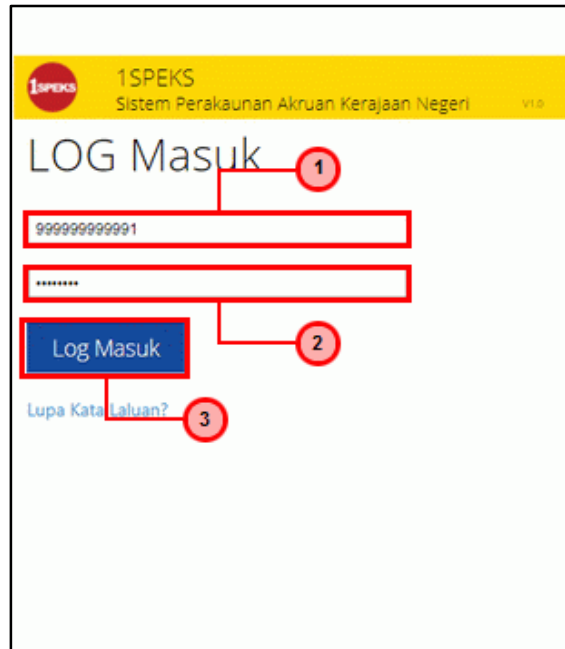 1SPEKS
1SPEKS
Sistem Perakaunan Akruan Kerajaan Negeri
V1.0
LOG Masuk
1
999999999991
••••••••
2
Log Masuk
Lupa Kata Laluan?
3